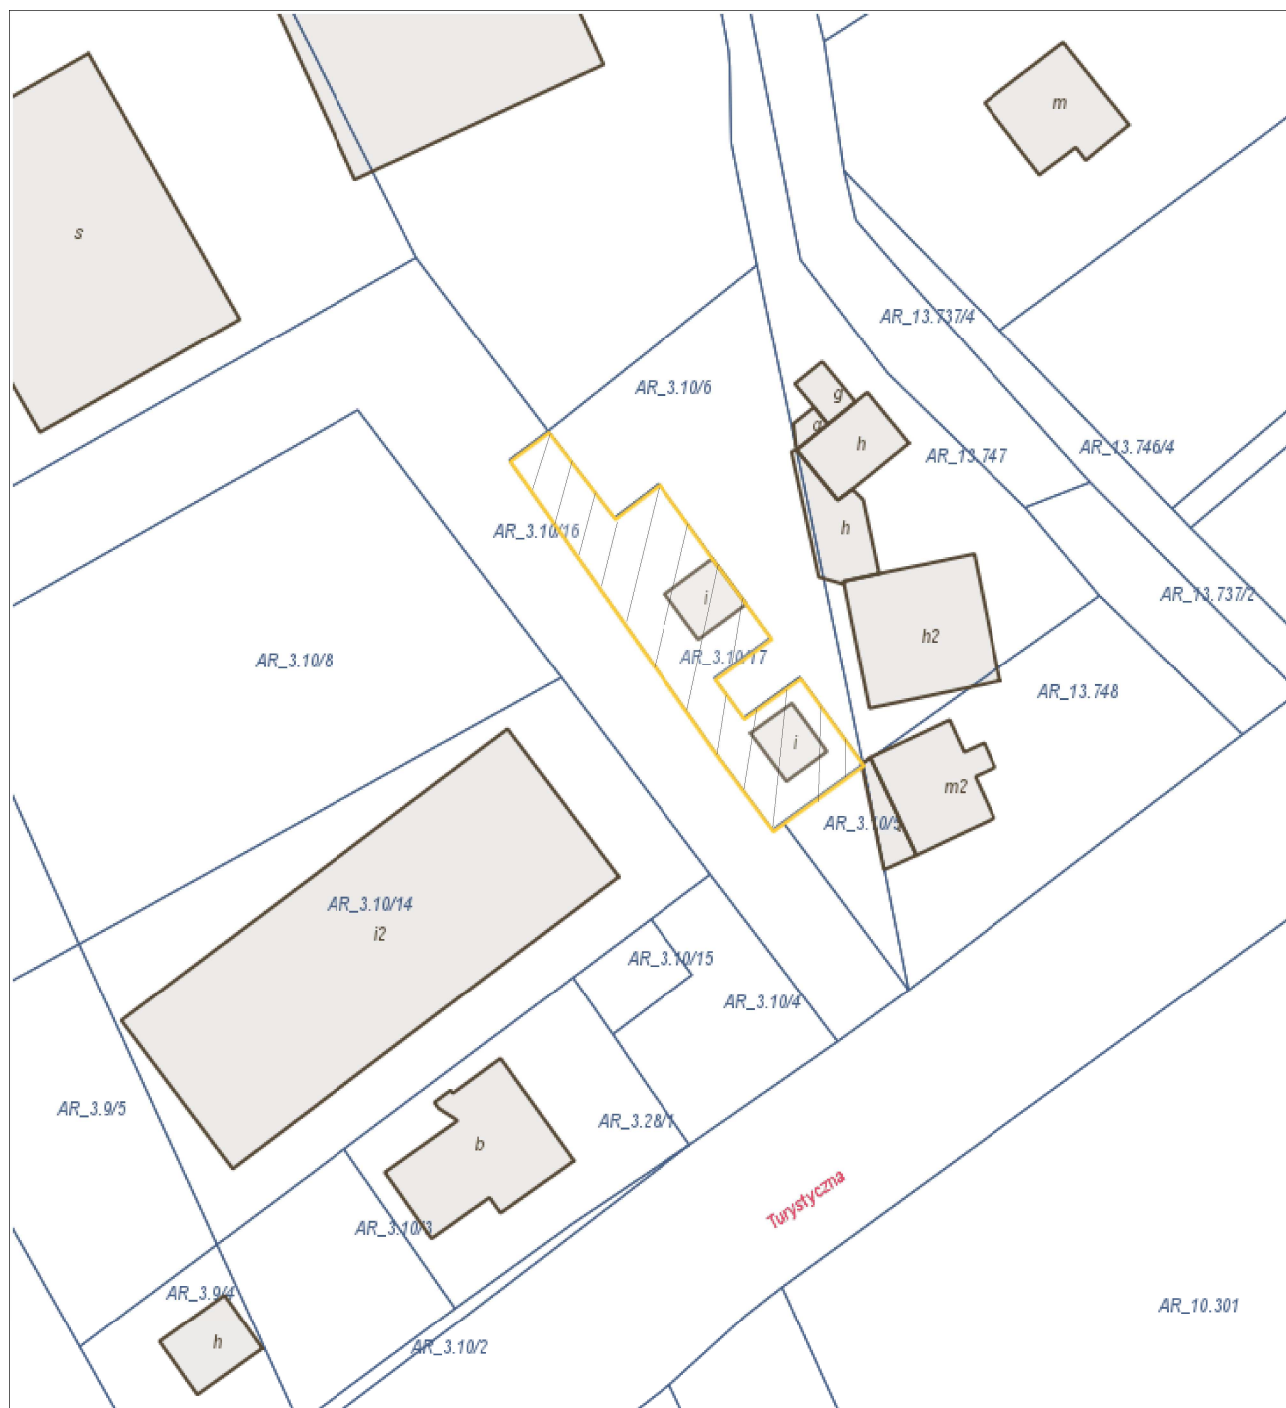 m
s
AR_13.737/4
AR_3.10/6
g
h
AR_13.746/4
AR_13.747
h
AR_3.10/16
AR_13.737/2
i
h2
AR_3.10/17
AR_3.10/8
AR_13.748
i
m2
AR_3.10/5
AR_3.10/14
i2
AR_3.10/15
AR_3.10/4
AR_3.9/5
AR_3.28/1
b
Turystyczna
AR_3.10/3
AR_3.9/4
AR_10.301
h
AR_3.10/2